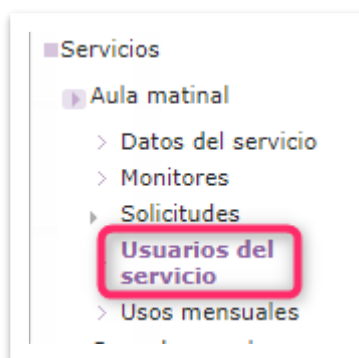 Servicios
Aula matinal
Datos del servicio
Monitores
Solicitudes
Usuarios del
servicio
Usos mensuales